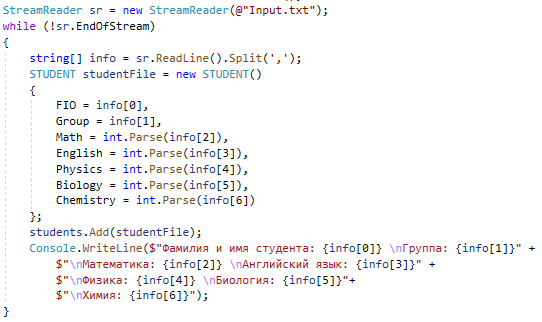 StreamReader sr = new StreamReader(@"Input.txt");
while (!sr.EndOfStream)
{
    string[] info = sr.ReadLine().Split(',');
    STUDENT studentFile = new STUDENT()
    {
        FIO = info[0],
        Group = info[1],
        Math = int.Parse(info[2]),
        English = int.Parse(info[3]),
        Physics = int.Parse(info[4]),
        Biology = int.Parse(info[5]),
        Chemistry = int.Parse(info[6])
    };
    students.Add(studentFile);
    Console.WriteLine($"Фамилия и имя студента: {info[0]} \nГруппа: {info[1]}" +
        $"\nМатематика: {info[2]} \nАнглийский язык: {info[3]}" +
        $"\nФизика: {info[4]} \nБиология: {info[5]}"+
        $"\nХимия: {info[6]}");
}